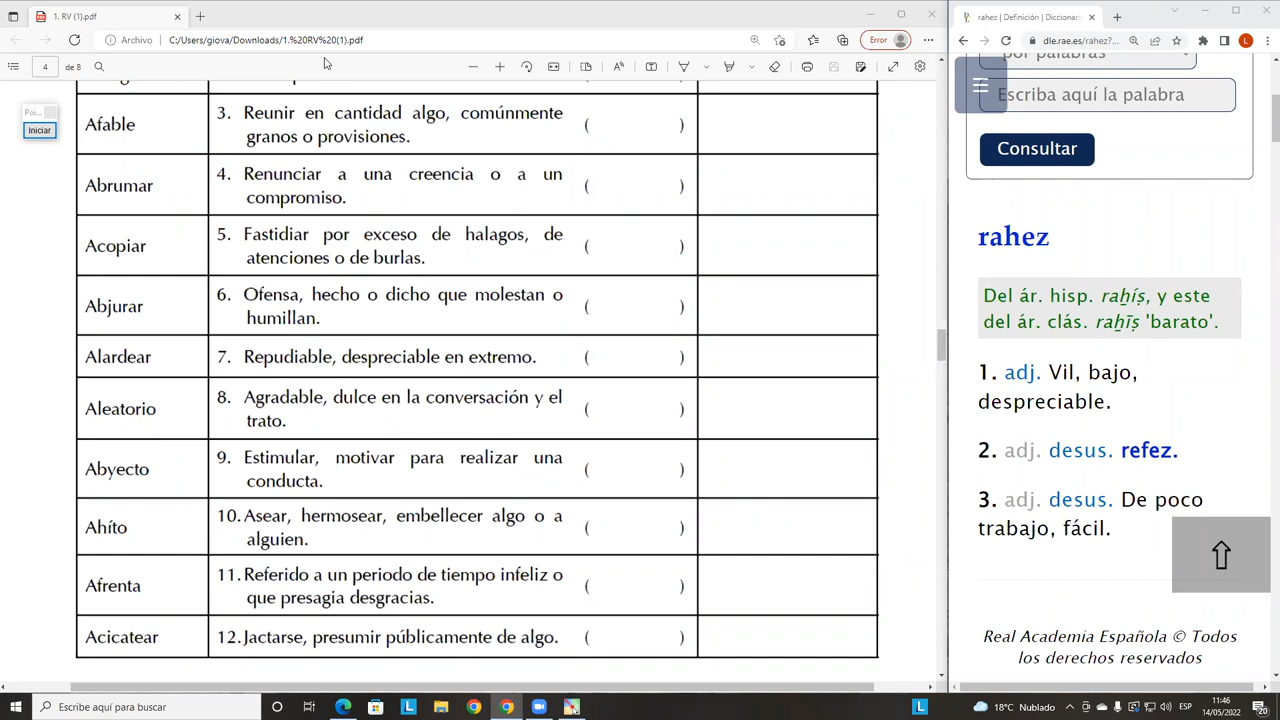 1. RV (1).pdf
Archivo
C:/Users/giova/Downloads/1.%20RV%20(1).pdf
Error
4 de 8
Poi...
Iniciar
Afable
3. Reunir en cantidad algo, comúnmente
granos o provisiones.
( )
Abrumar
4. Renunciar a una creencia o a un
compromiso.
( )
Acopiar
5. Fastidiar por exceso de halagos, de
atenciones o de burlas.
( )
Abjurar
6. Ofensa, hecho o dicho que molestan o
humillan.
( )
Alardear
7. Repudiable, despreciable en extremo.
( )
Aleatorio
8. Agradable, dulce en la conversación y el
trato.
( )
Abyecto
9. Estimular, motivar para realizar una
conducta.
( )
Ahíto
10. Asear, hermosear, embellecer algo o a
alguien.
( )
Afrenta
11. Referido a un periodo de tiempo infeliz o
que presagia desgracias.
( )
Acicatear
12. Jactarse, presumir públicamente de algo.
( )
rahez | Definición | Diccionari
dle.rae.es/rahez?...
L
por palabras
Escriba aquí la palabra
Consultar
rahez
Del ár. hisp. raḫíṣ, y este
del ár. clás. raḫīṣ 'barato'.
1. adj. Vil, bajo,
despreciable.
2. adj. desus. refez.
3. adj. desus. De poco
trabajo, fácil.
Real Academia Española © Todos
los derechos reservados
Escribe aquí para buscar
18°C Nublado
ESP
11:46
14/05/2022
20